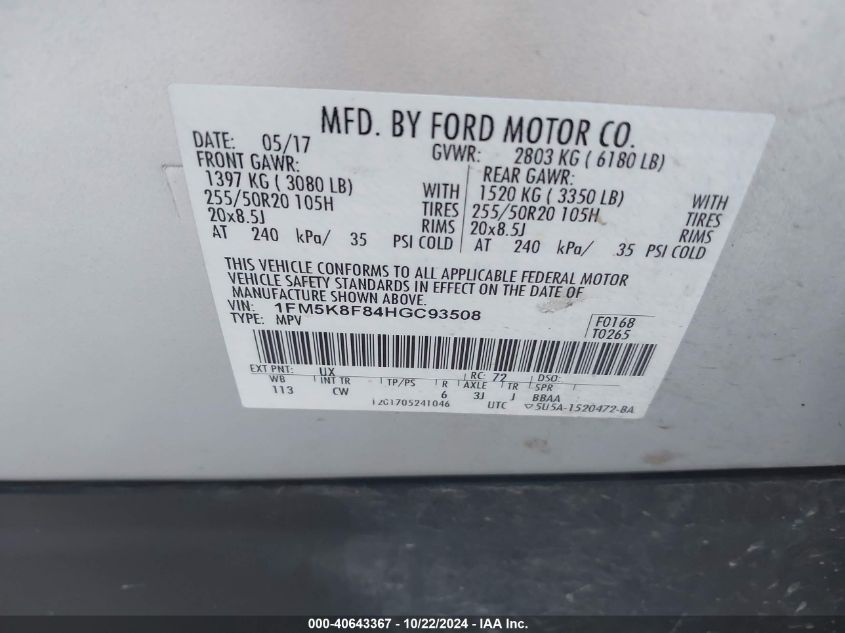 MFD. BY FORD MOTOR CO.
DATE: 05/17 GVWR: 2803 KG ( 6180 LB)
FRONT GAWR: REAR GAWR:
1397 KG ( 3080 LB) WITH 1520 KG ( 3350 LB) WITH
255/50R20 105H TIRES 255/50R20 105H TIRES
20x8.5J RIMS 20x8.5J RIMS
AT 240 kPa/ 35 PSI COLD AT 240 kPa/ 35 PSI COLD
THIS VEHICLE CONFORMS TO ALL APPLICABLE FEDERAL MOTOR
VEHICLE SAFETY STANDARDS IN EFFECT ON THE DATE OF
MANUFACTURE SHOWN ABOVE.
VIN: 1FM5K8F84HGC93508 F0168
TYPE: MPV T0265
EXT PNT: UX RC: 72 DSO:
WB INT TR TP/PS R AXLE TR SPR
113 CW 6 3J J BBAA
12G1705241046 UTC ▽5U5A-1520472-BA
000-40643367 - 10/22/2024 - IAA Inc.